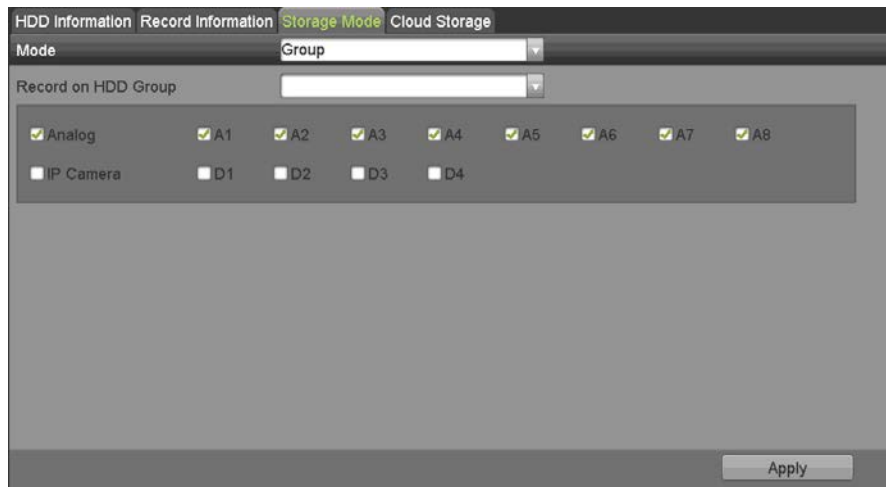 HDD Information Record Information Storage Mode Cloud Storage
Mode Group
Record on HDD Group
Analog A1 A2 A3 A4 A5 A6 A7 A8
IP Camera D1 D2 D3 D4
Apply